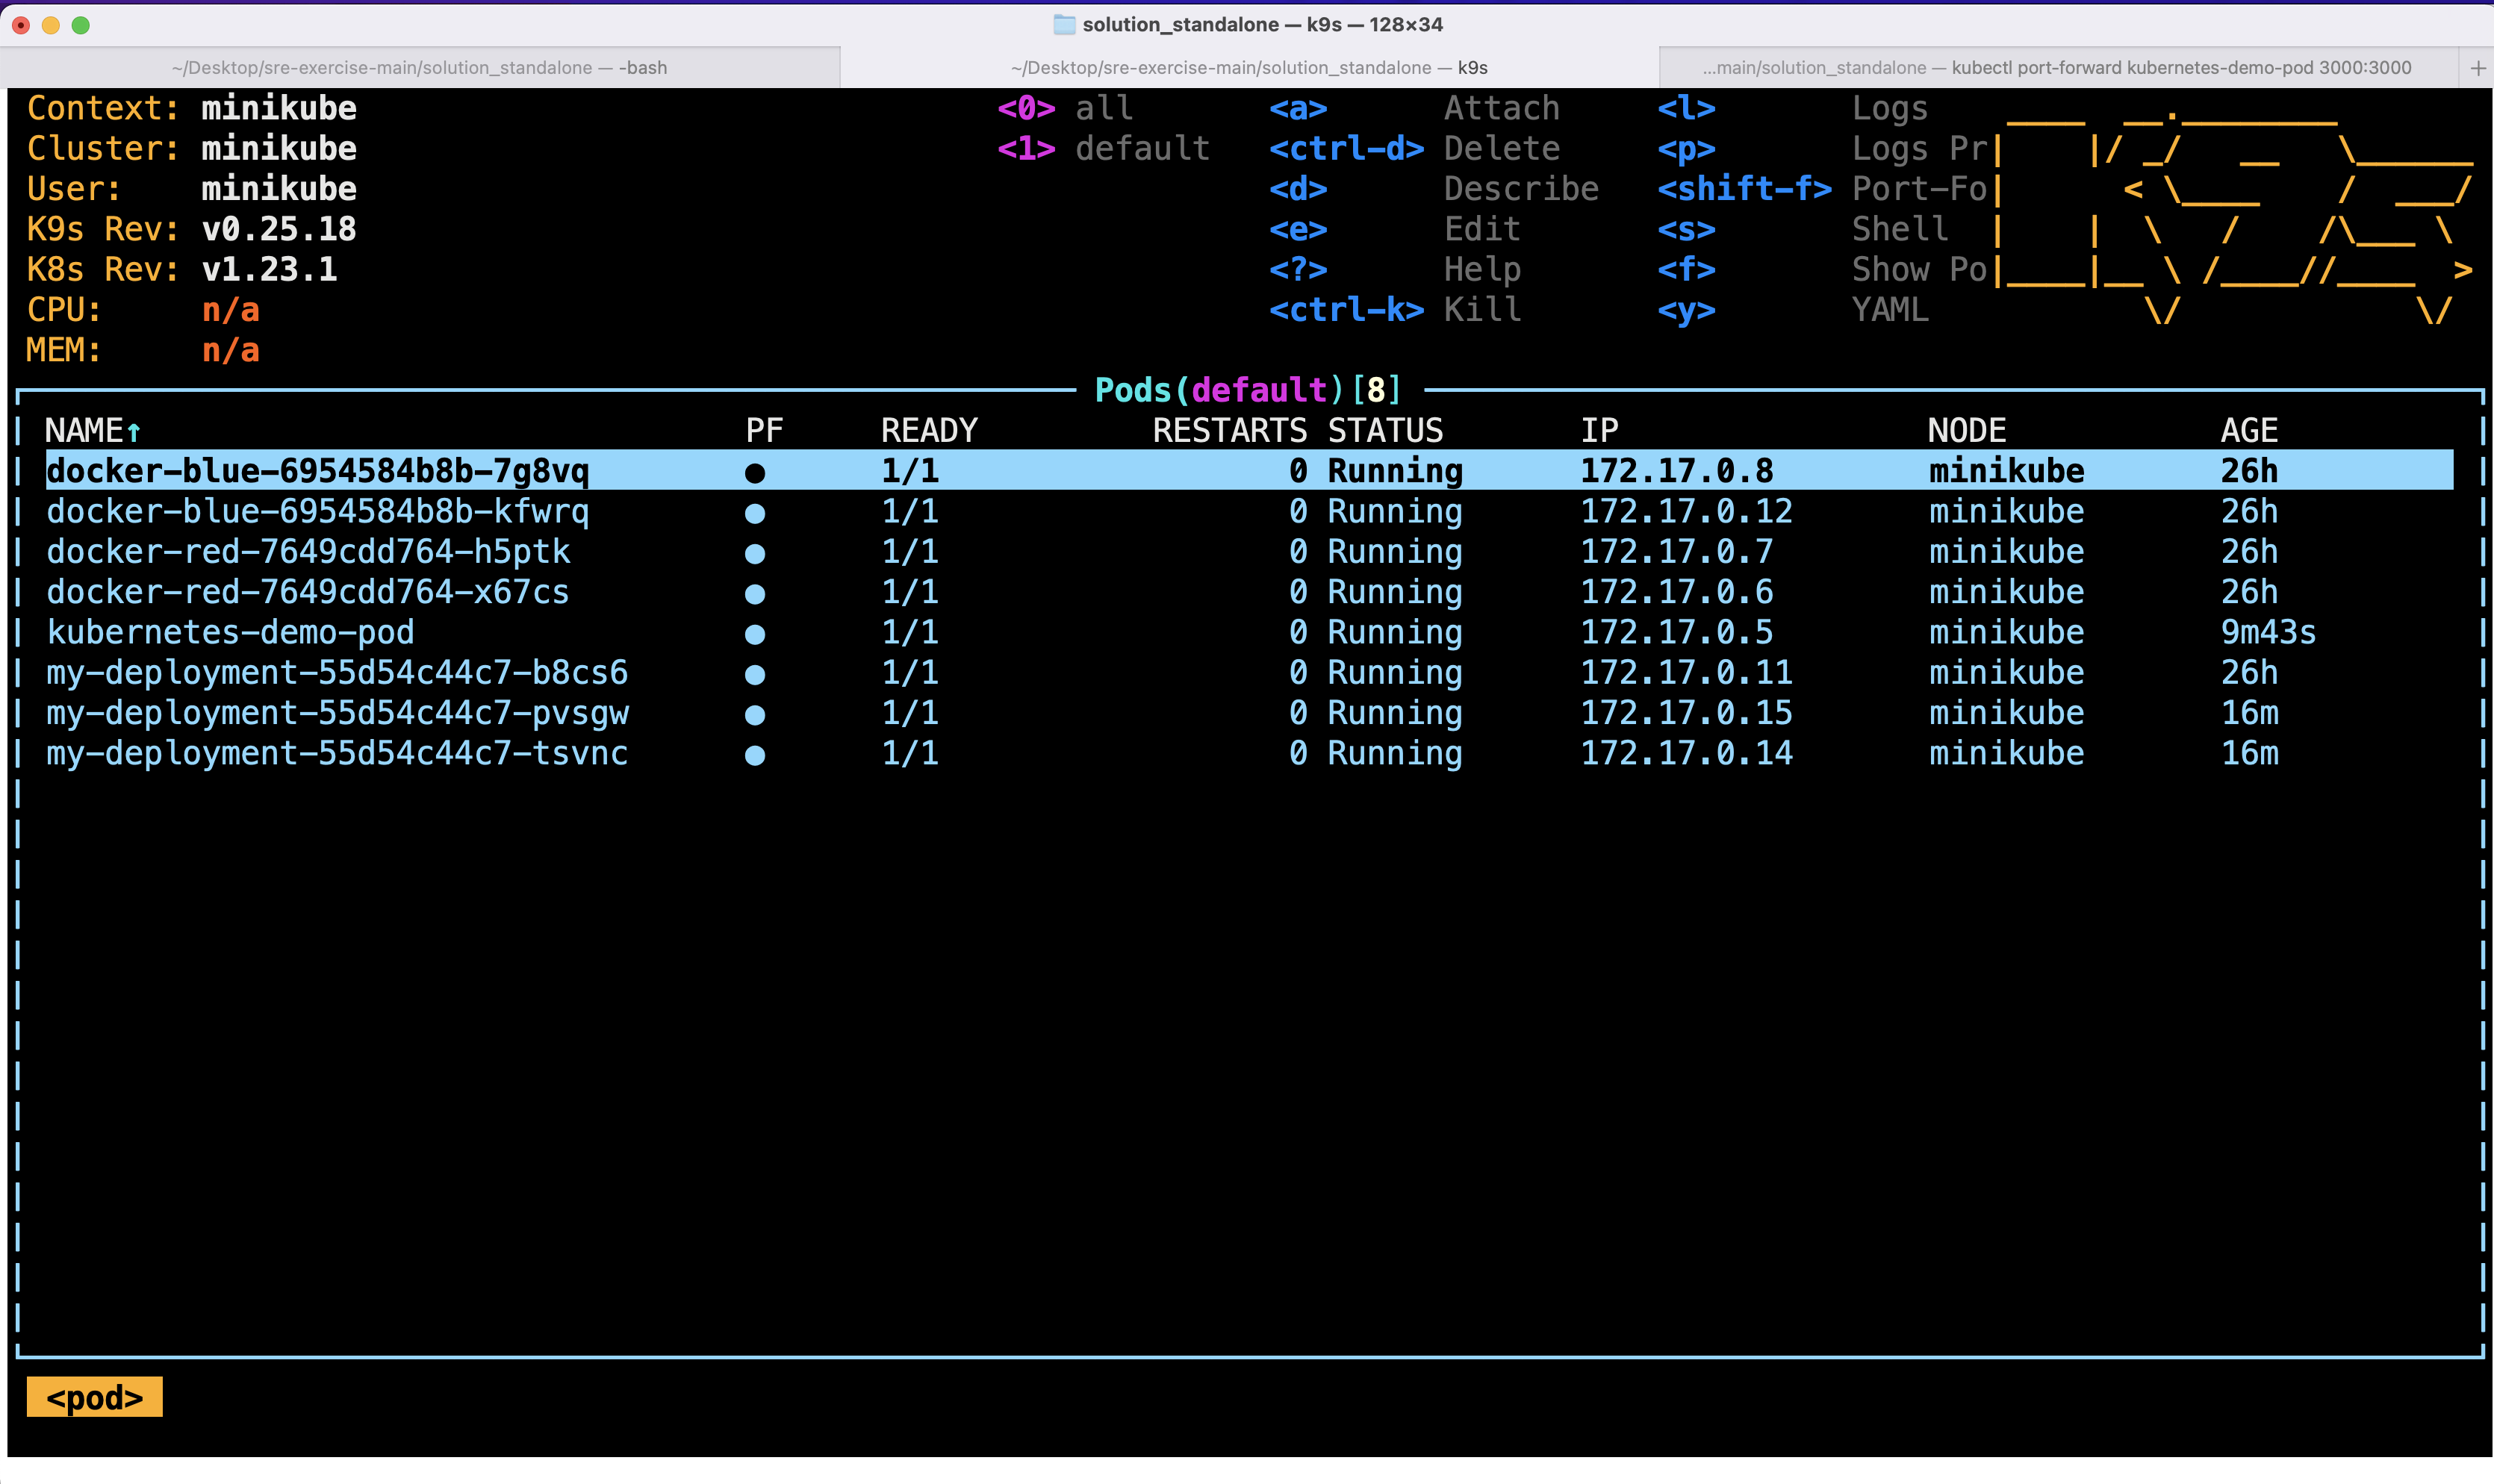 solution_standalone — k9s — 128×34
~/Desktop/sre-exercise-main/solution_standalone — -bash ~/Desktop/sre-exercise-main/solution_standalone — k9s ...main/solution_standalone — kubectl port-forward kubernetes-demo-pod 3000:3000 +
Context: minikube <0> all <a> Attach <l> Logs
Cluster: minikube <1> default <ctrl-d> Delete <p> Logs Pr
User: minikube <d> Describe <shift-f> Port-Fo
K9s Rev: v0.25.18 <e> Edit <s> Shell
K8s Rev: v1.23.1 <?> Help <f> Show Po
CPU: n/a <ctrl-k> Kill <y> YAML
MEM: n/a
Pods(default)[8]
NAME↑ PF READY RESTARTS STATUS IP NODE AGE
docker-blue-6954584b8b-7g8vq ● 1/1 0 Running 172.17.0.8 minikube 26h
docker-blue-6954584b8b-kfwrq ● 1/1 0 Running 172.17.0.12 minikube 26h
docker-red-7649cdd764-h5ptk ● 1/1 0 Running 172.17.0.7 minikube 26h
docker-red-7649cdd764-x67cs ● 1/1 0 Running 172.17.0.6 minikube 26h
kubernetes-demo-pod ● 1/1 0 Running 172.17.0.5 minikube 9m43s
my-deployment-55d54c44c7-b8cs6 ● 1/1 0 Running 172.17.0.11 minikube 26h
my-deployment-55d54c44c7-pvsgw ● 1/1 0 Running 172.17.0.15 minikube 16m
my-deployment-55d54c44c7-tsvnc ● 1/1 0 Running 172.17.0.14 minikube 16m
<pod>